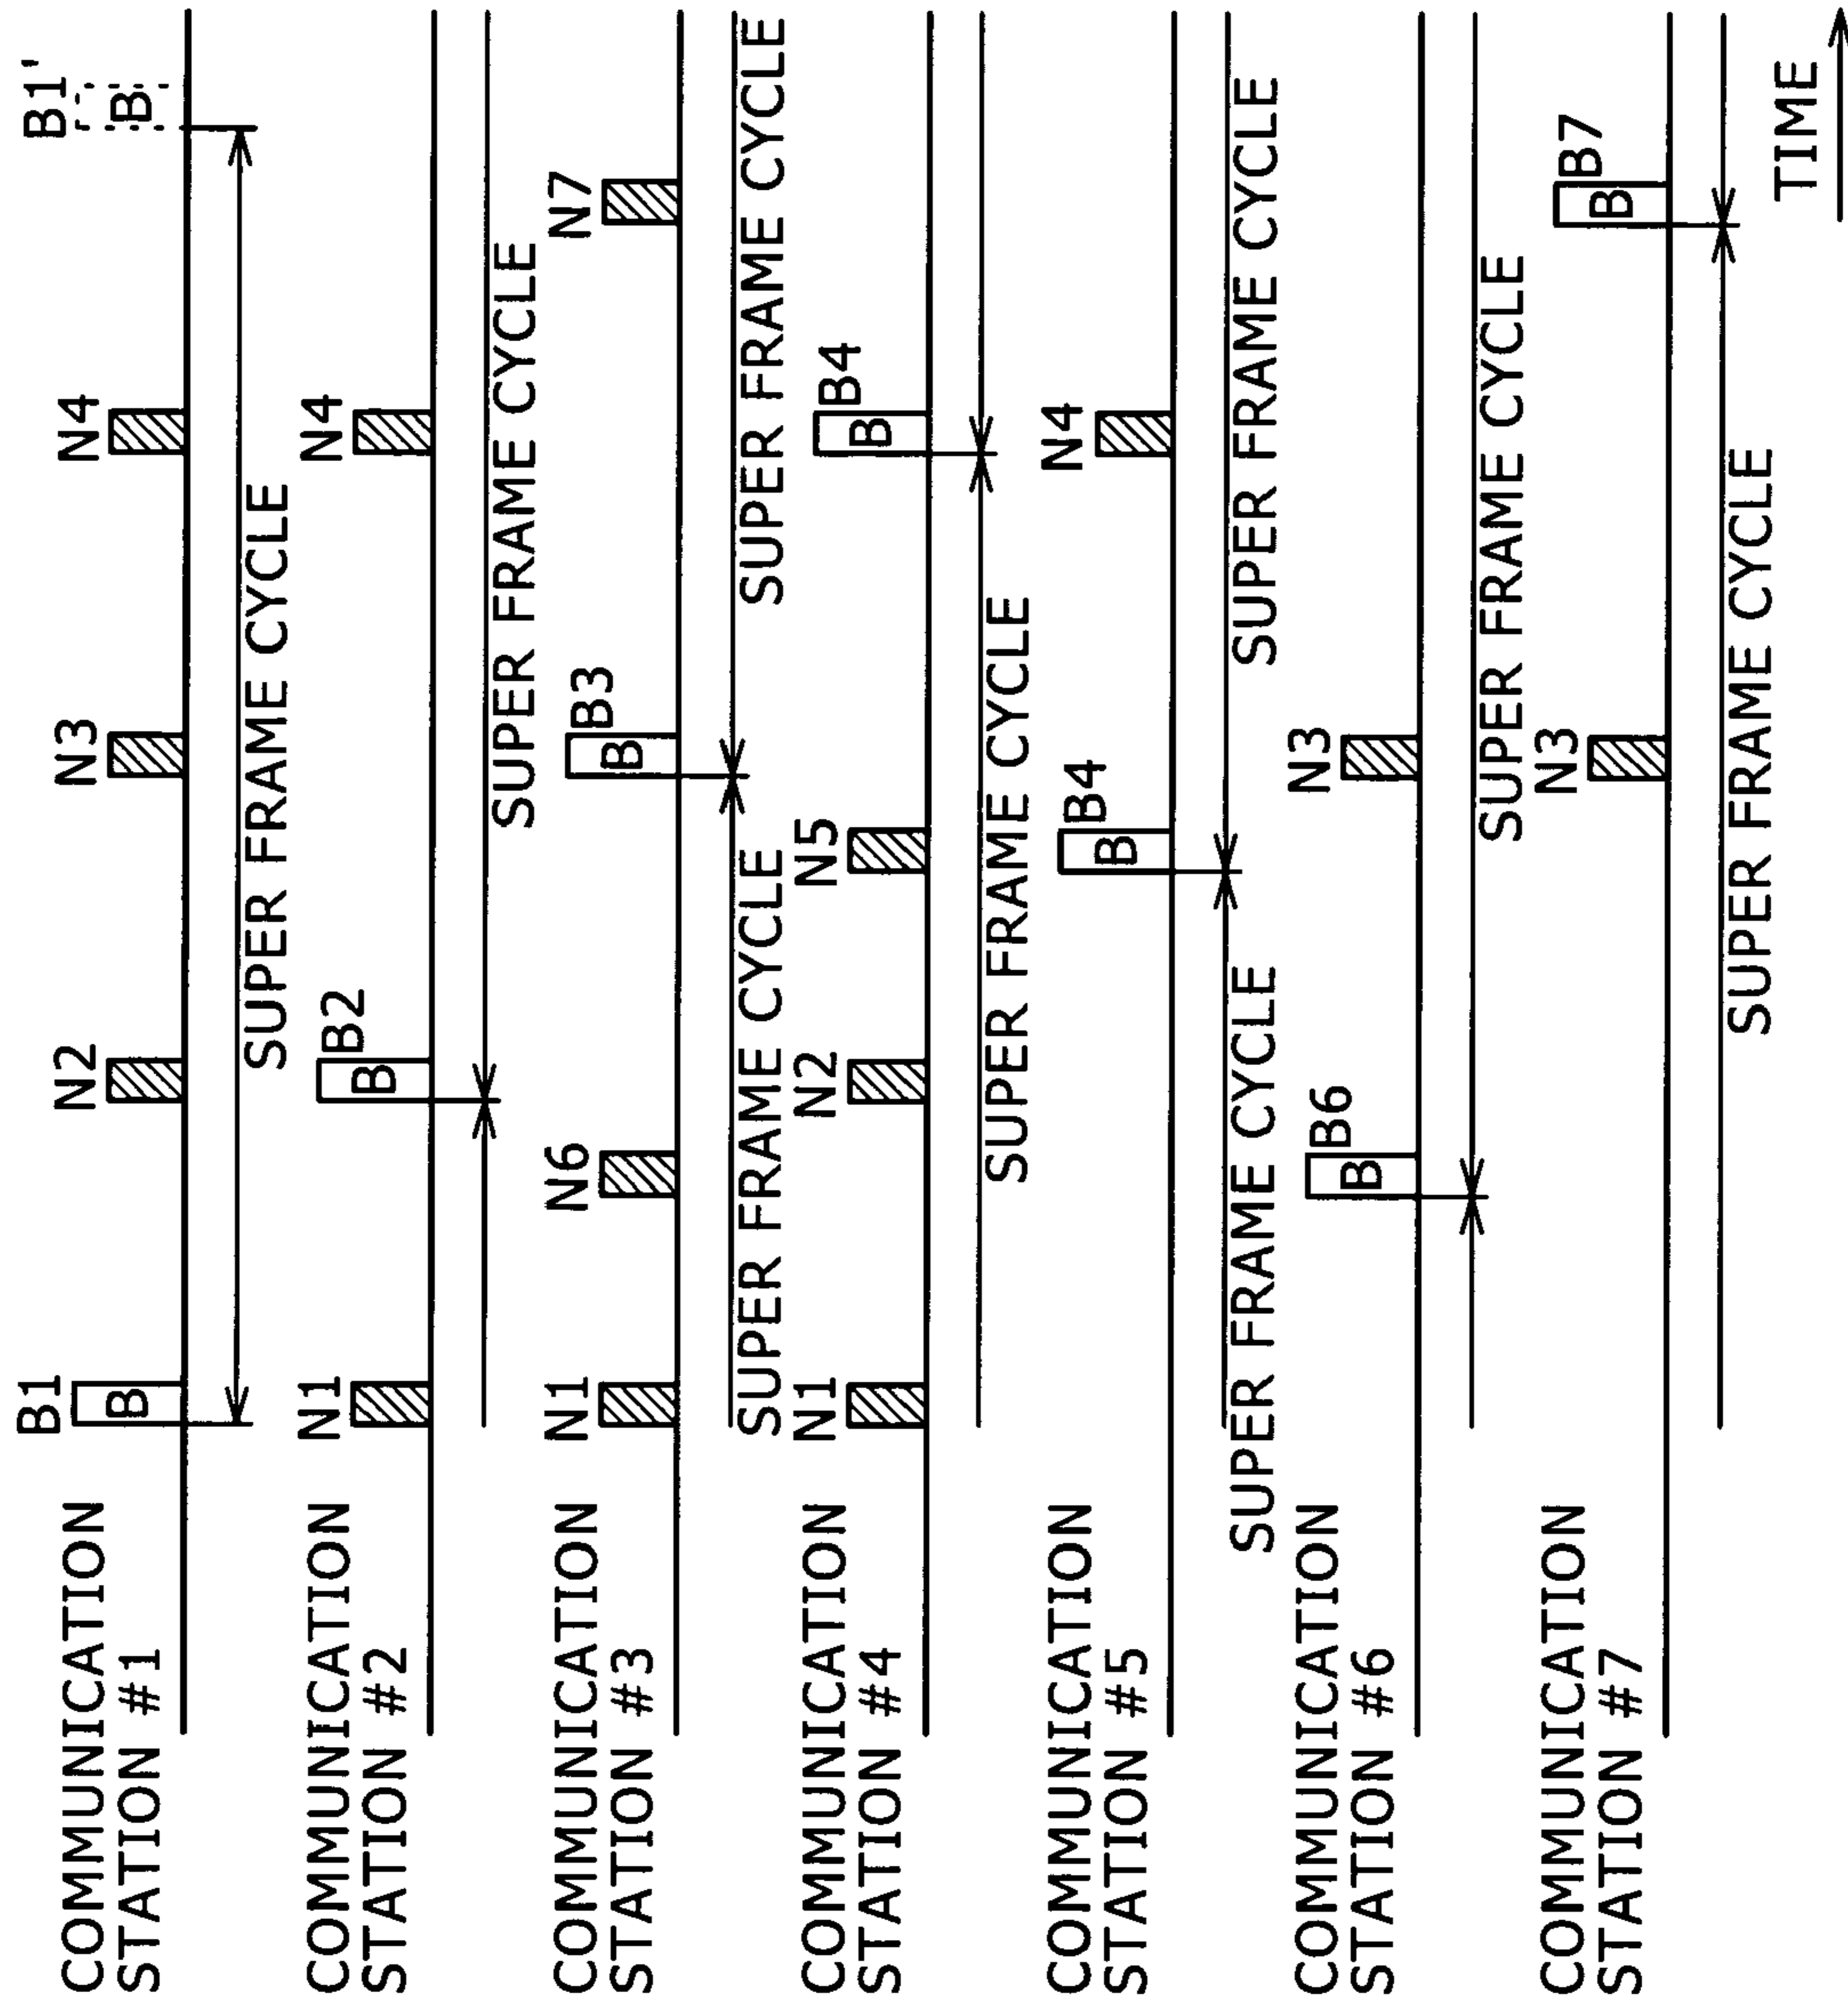 B1
B
N2
N3
N4
B1'
B
COMMUNICATION
STATION #1
SUPER FRAME CYCLE
N1
B2
B
N4
COMMUNICATION
STATION #2
SUPER FRAME CYCLE
N1
N6
B3
B
N7
COMMUNICATION
STATION #3
SUPER FRAME CYCLE
SUPER FRAME CYCLE
N1
N2
N5
B4
B
COMMUNICATION
STATION #4
SUPER FRAME CYCLE
B4
B
N4
COMMUNICATION
STATION #5
SUPER FRAME CYCLE
SUPER FRAME CYCLE
B6
B
N3
COMMUNICATION
STATION #6
SUPER FRAME CYCLE
N3
B7
B
COMMUNICATION
STATION #7
SUPER FRAME CYCLE
TIME